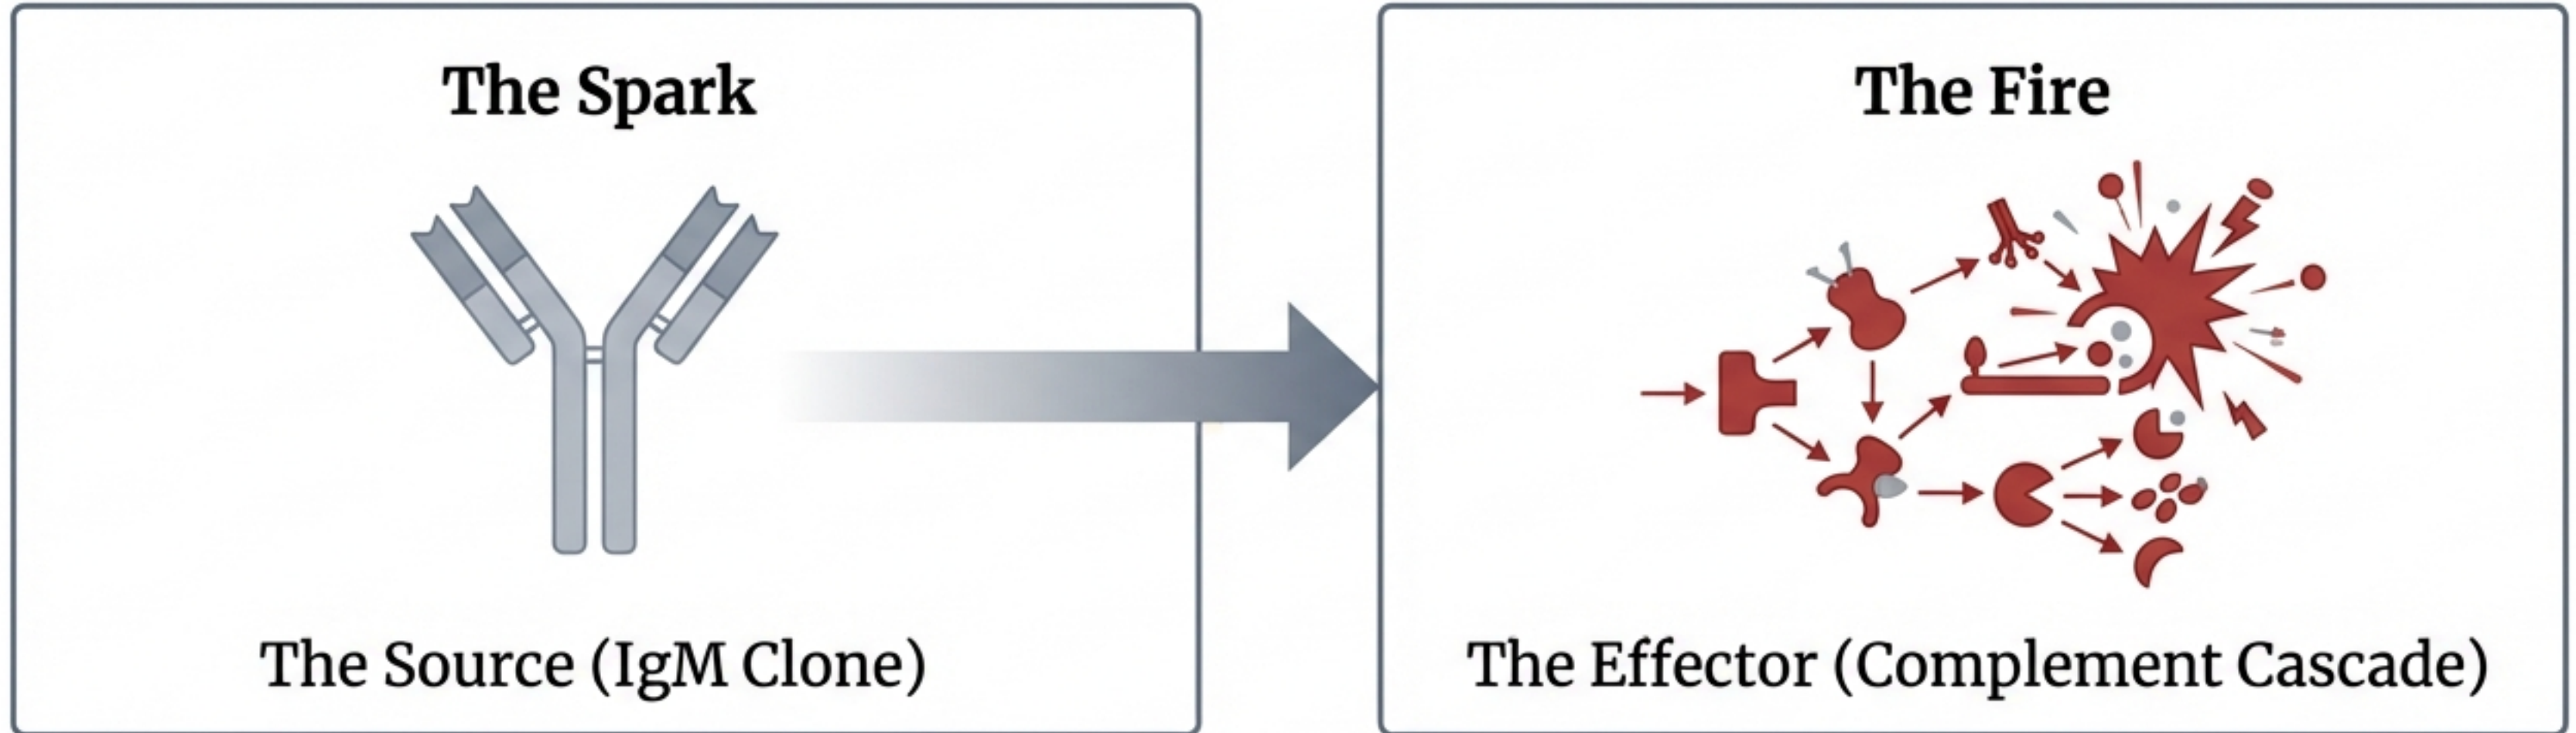 The Spark
The Source (IgM Clone)
The Fire
The Effector (Complement Cascade)